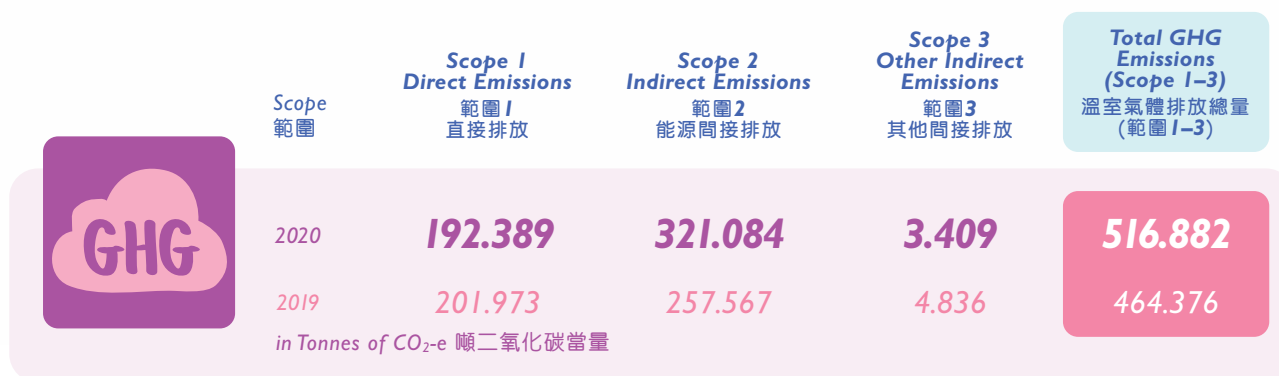 Scope
範圍
Scope 1
Direct Emissions
範圍1
直接排放
Scope 2
Indirect Emissions
範圍2
能源間接排放
Scope 3
Other Indirect
Emissions
範圍3
其他間接排放
Total GHG
Emissions
(Scope 1–3)
溫室氣體排放總量
(範圍1–3)
GHG
2020 192.389 321.084 3.409 516.882
2019 201.973 257.567 4.836 464.376
in Tonnes of CO₂-e 噸二氧化碳當量